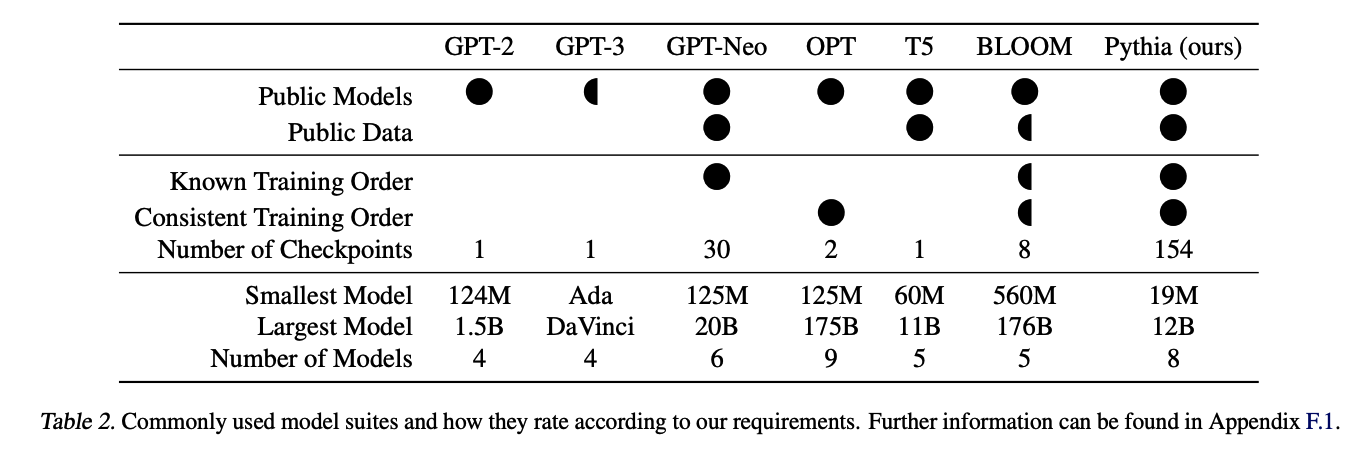 GPT-2 GPT-3 GPT-Neo OPT T5 BLOOM Pythia (ours)
Public Models
Public Data
Known Training Order
Consistent Training Order
Number of Checkpoints 1 1 30 2 1 8 154
Smallest Model 124M Ada 125M 125M 60M 560M 19M
Largest Model 1.5B DaVinci 20B 175B 11B 176B 12B
Number of Models 4 4 6 9 5 5 8
Table 2. Commonly used model suites and how they rate according to our requirements. Further information can be found in Appendix F.1.